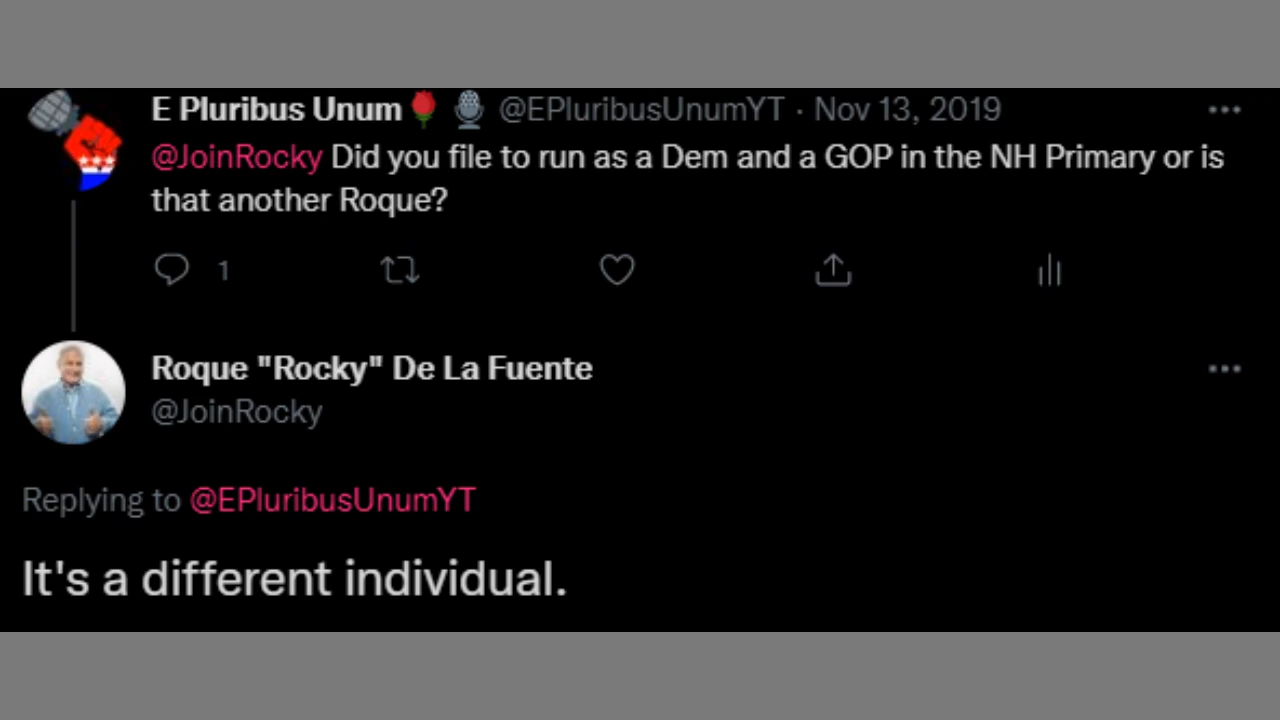 E Pluribus Unum🌹 🎙 @EPluribusUnumYT · Nov 13, 2019
@JoinRocky Did you file to run as a Dem and a GOP in the NH Primary or is
that another Roque?
1
Roque "Rocky" De La Fuente
@JoinRocky
Replying to @EPluribusUnumYT
It's a different individual.